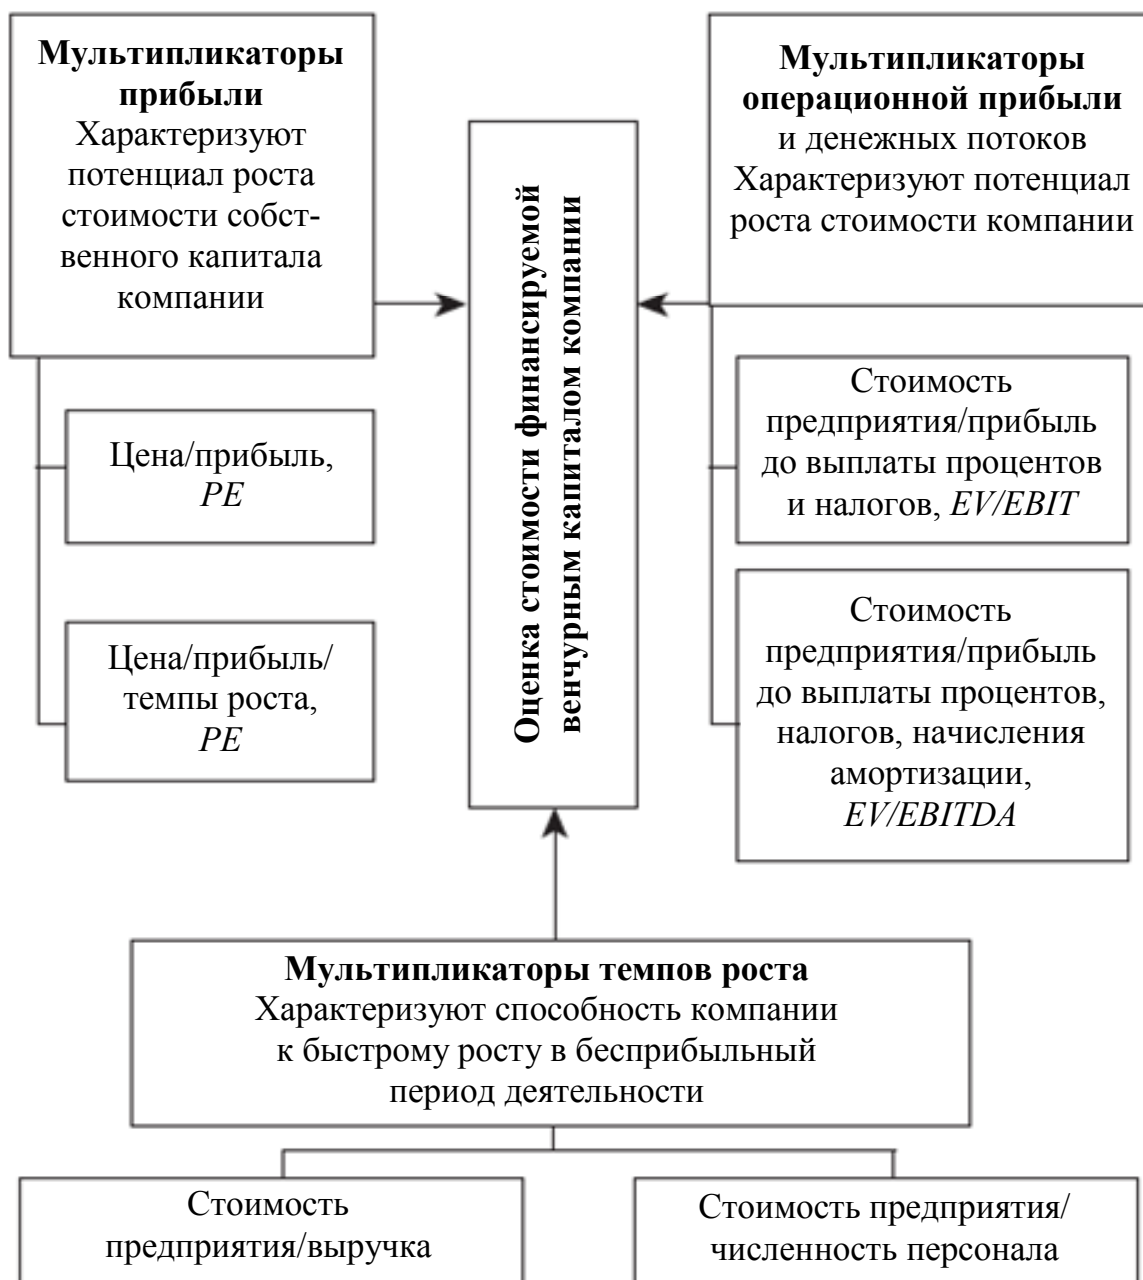 Мультипликаторы
прибыли
Характеризуют
потенциал роста
стоимости собст-
венного капитала
компании
Цена/прибыль,
PE
Цена/прибыль/
темпы роста,
PE
Оценка стоимости финансируемой
венчурным капиталом компании
Мультипликаторы
операционной прибыли
и денежных потоков
Характеризуют потенциал
роста стоимости компании
Стоимость
предприятия/прибыль
до выплаты процентов
и налогов, EV/EBIT
Стоимость
предприятия/прибыль
до выплаты процентов,
налогов, начисления
амортизации,
EV/EBITDA
Мультипликаторы темпов роста
Характеризуют способность компании
к быстрому росту в бесприбыльный
период деятельности
Стоимость
предприятия/выручка
Стоимость предприятия/
численность персонала